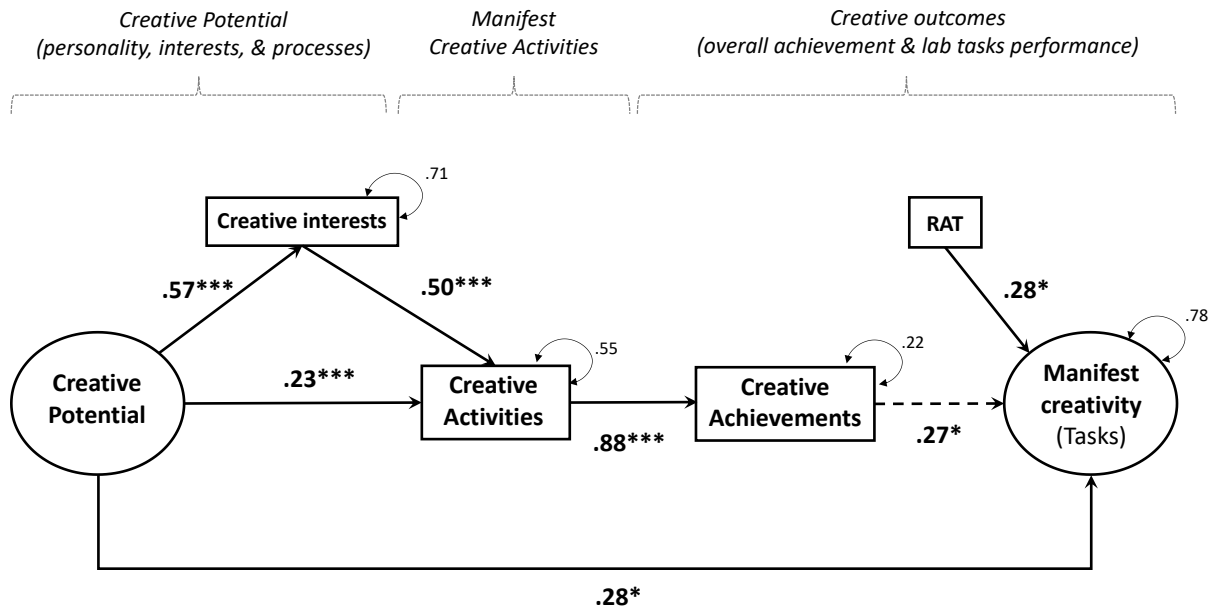 Creative Potential
(personality, interests, & processes)
Manifest
Creative Activities
Creative outcomes
(overall achievement & lab tasks performance)
.71
Creative interests
RAT
.57***
.50***
.28*
.78
.55
.22
Creative
Potential
.23***
Creative
Activities
.88***
Creative
Achievements
.27*
Manifest
creativity
(Tasks)
.28*